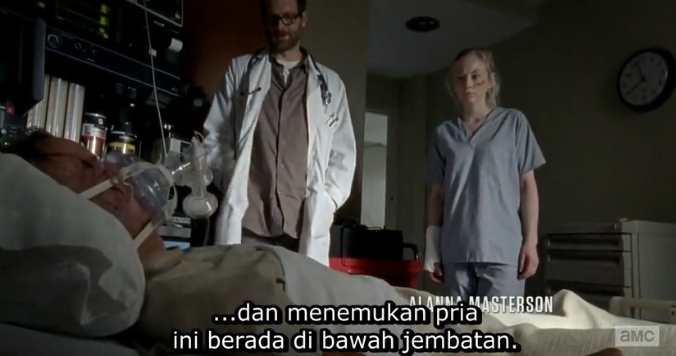 ALANNA MASTERSON
...dan menemukan pria
ini berada di bawah jembatan.
amc